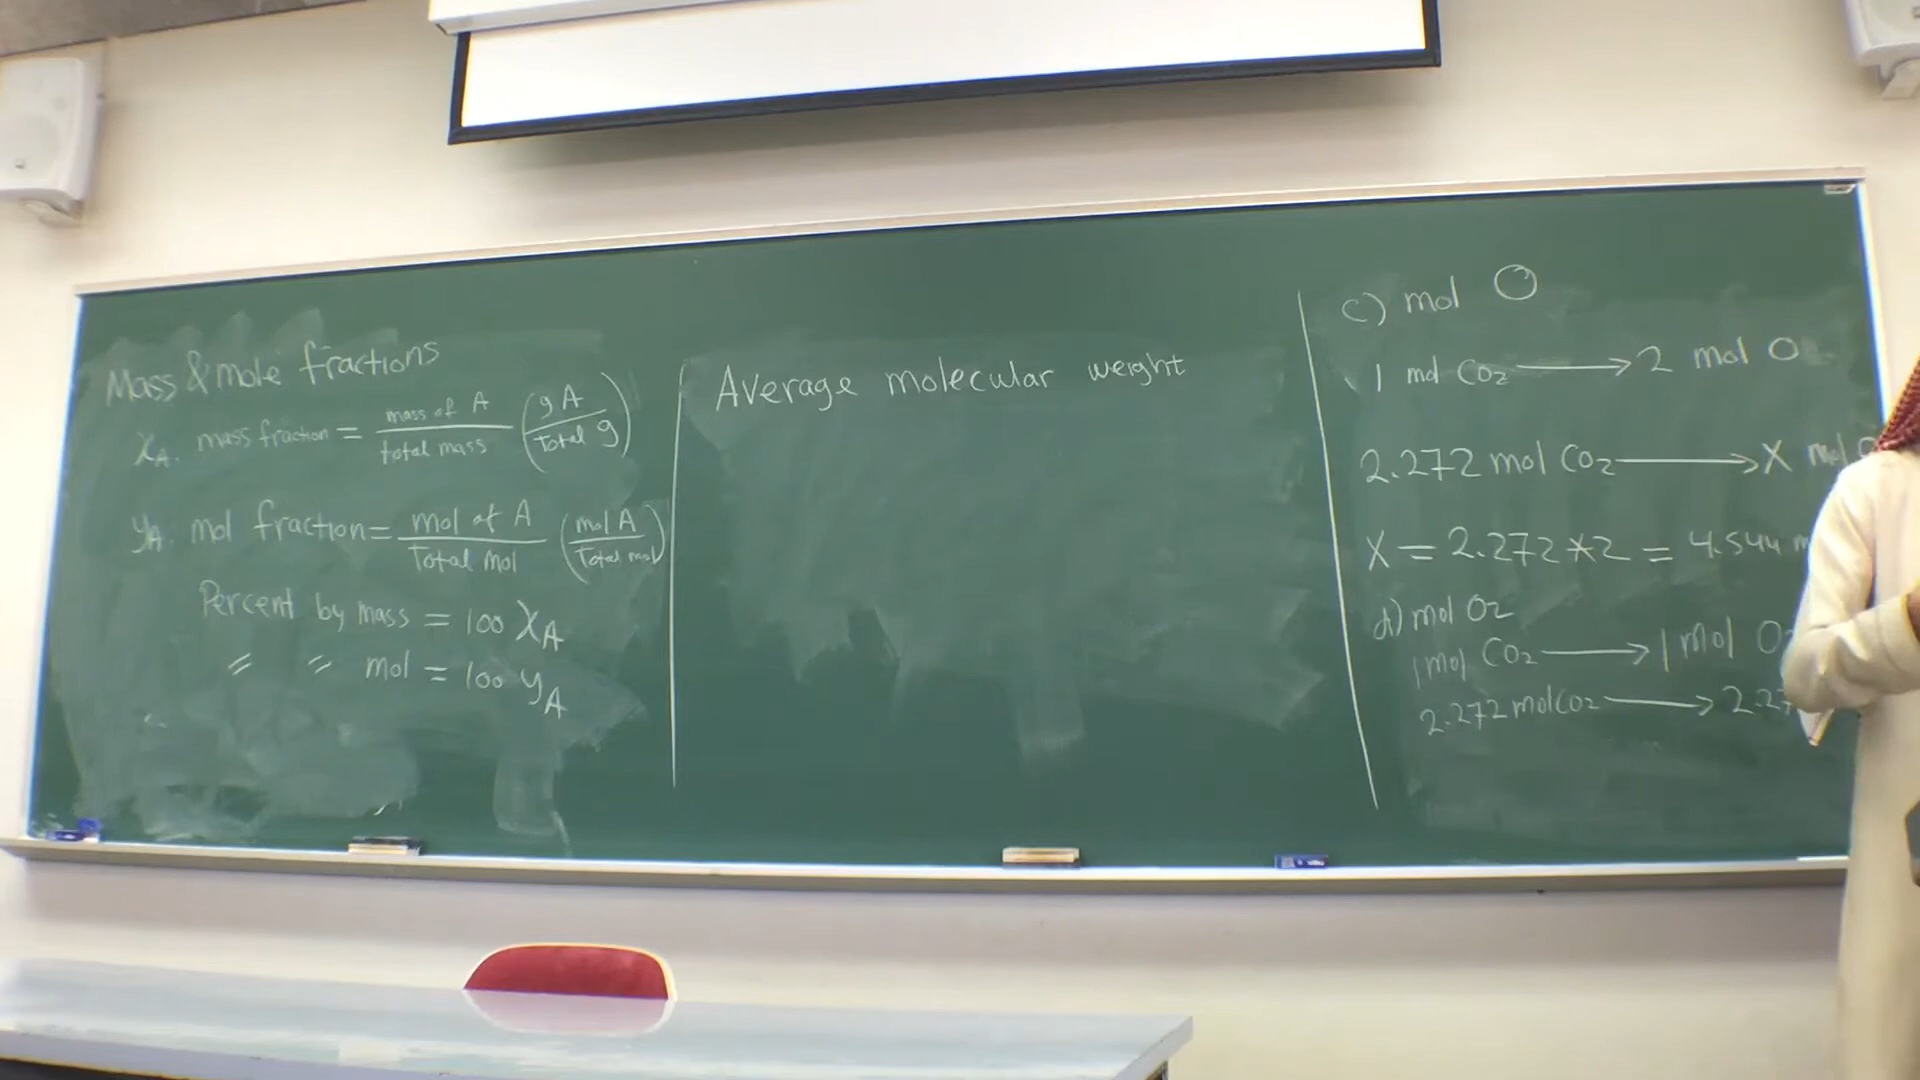 Mass & mole fractions
XA. mass fraction = mass of A / total mass (g A / Total g)
yA. mol fraction = mol of A / Total mol (mol A / Total mol)
Percent by mass = 100 XA
〃 〃 mol = 100 yA
Average molecular weight
c) mol O
1 mol CO2 → 2 mol O
2.272 mol CO2 → X mol O
X = 2.272 * 2 = 4.544 m
d) mol O2
1 mol CO2 → 1 mol O2
2.272 mol CO2 → 2.27